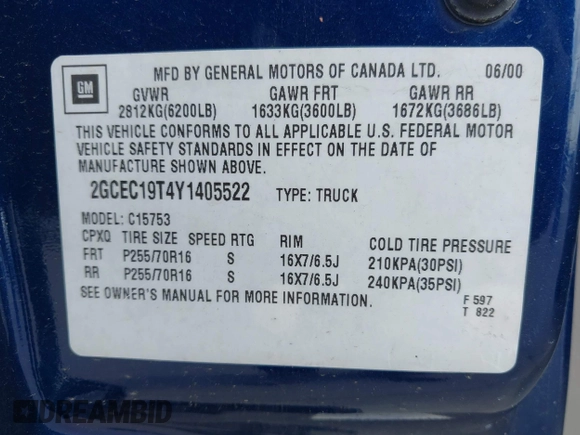 GM
MFD BY GENERAL MOTORS OF CANADA LTD. 06/00
GVWR GAWR FRT GAWR RR
2812KG(6200LB) 1633KG(3600LB) 1672KG(3686LB)
THIS VEHICLE CONFORMS TO ALL APPLICABLE U.S. FEDERAL MOTOR
VEHICLE SAFETY STANDARDS IN EFFECT ON THE DATE OF
MANUFACTURE SHOWN ABOVE.
2GCEC19T4Y1405522 TYPE: TRUCK
MODEL: C15753
CPXQ TIRE SIZE SPEED RTG RIM COLD TIRE PRESSURE
FRT P255/70R16 S 16X7/6.5J 210KPA(30PSI)
RR P255/70R16 S 16X7/6.5J 240KPA(35PSI)
SEE OWNER'S MANUAL FOR MORE INFORMATION.
F 597
T 822
DREAMBID